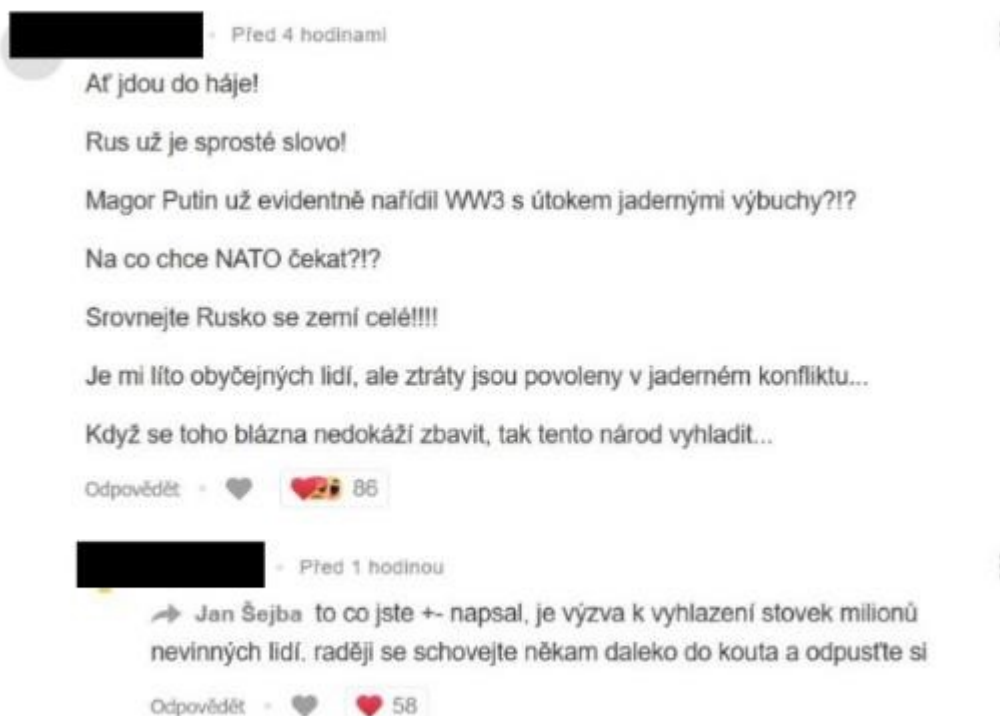 Před 4 hodinami
Ať jdou do háje!
Rus už je sprosté slovo!
Magor Putin už evidentně nařídil WW3 s útokem jadernými výbuchy?!?
Na co chce NATO čekat?!?
Srovnejte Rusko se zemí celé!!!!
Je mi líto obyčejných lidí, ale ztráty jsou povoleny v jaderném konfliktu...
Když se toho blázna nedokáží zbavit, tak tento národ vyhladit...
Odpovědět 86
Před 1 hodinou
Jan Šejba to co jste +- napsal, je výzva k vyhlazení stovek milionů
nevinných lidí. raději se schovejte někam daleko do kouta a odpusťte si
Odpovědět 58